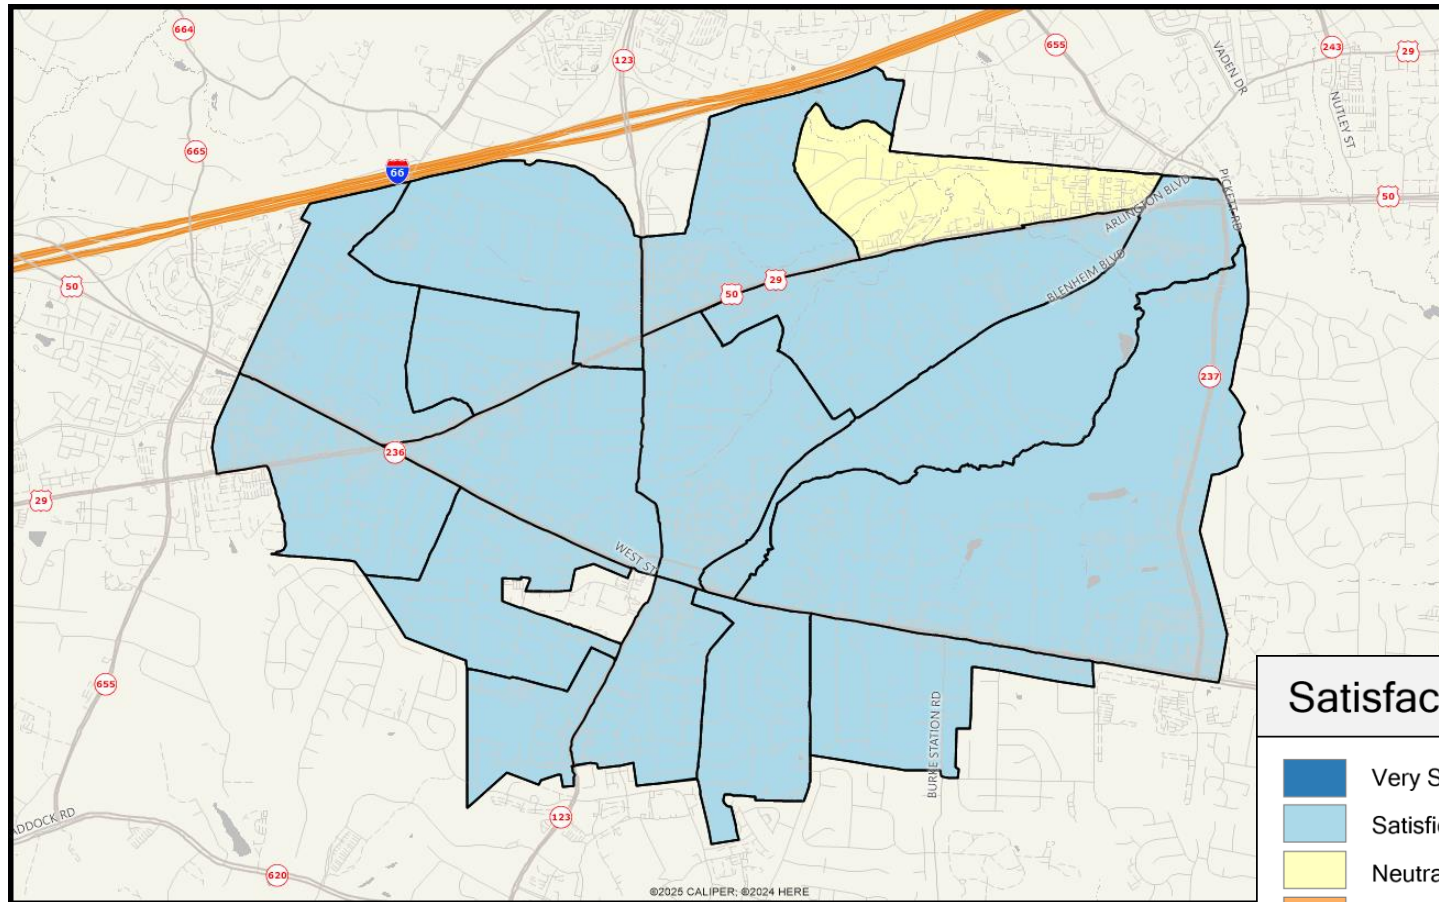 664
123
655
243
29
VADEN DR
NUTLEY ST
665
66
PICKETT RD
50
ARLINGTON BLVD
50
29
50
BLENHEIM BLVD
237
236
29
WEST ST
655
BURKE STATION RD
123
ADDOCK RD
620
©2025 CALIPER; ©2024 HERE
Satisfac
Very S
Satisfi
Neutra